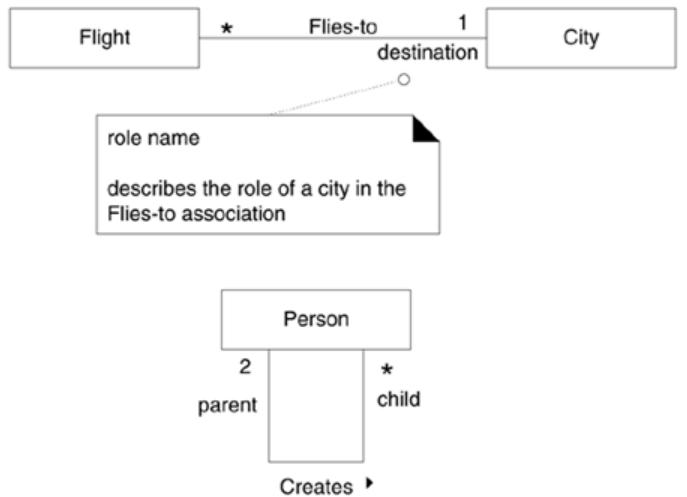 Flight
* Flies-to 1
City
destination
role name
describes the role of a city in the
Flies-to association
Person
2 *
parent child
Creates